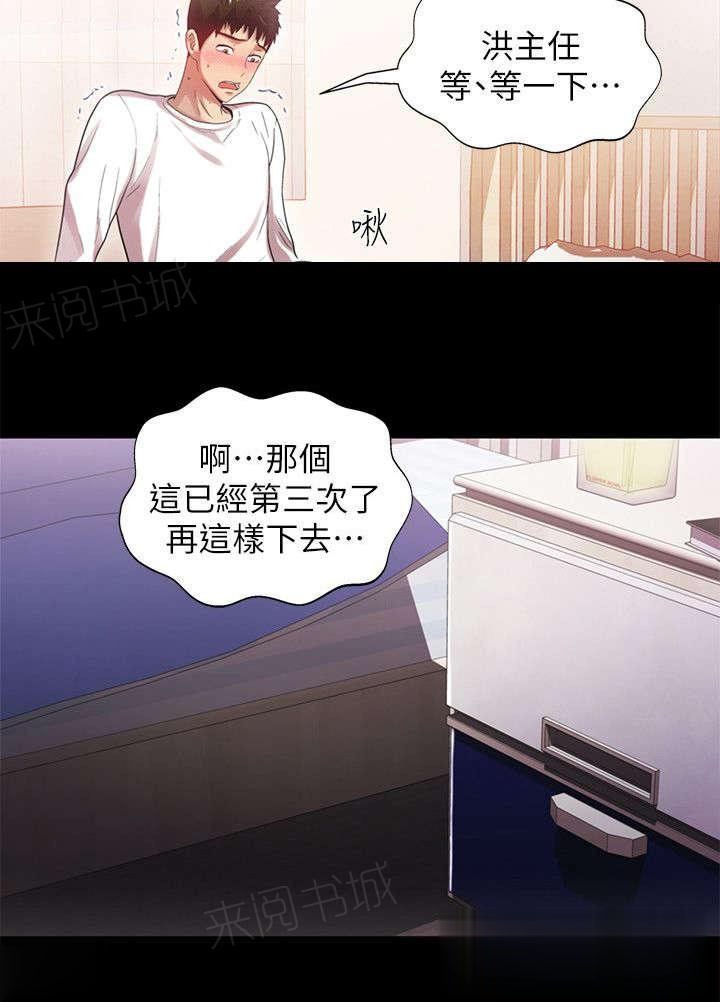 洪主任
等、等一下…
啾
来阅书城
啊…那個
這已經第三次了
再這樣下去…
来阅书城